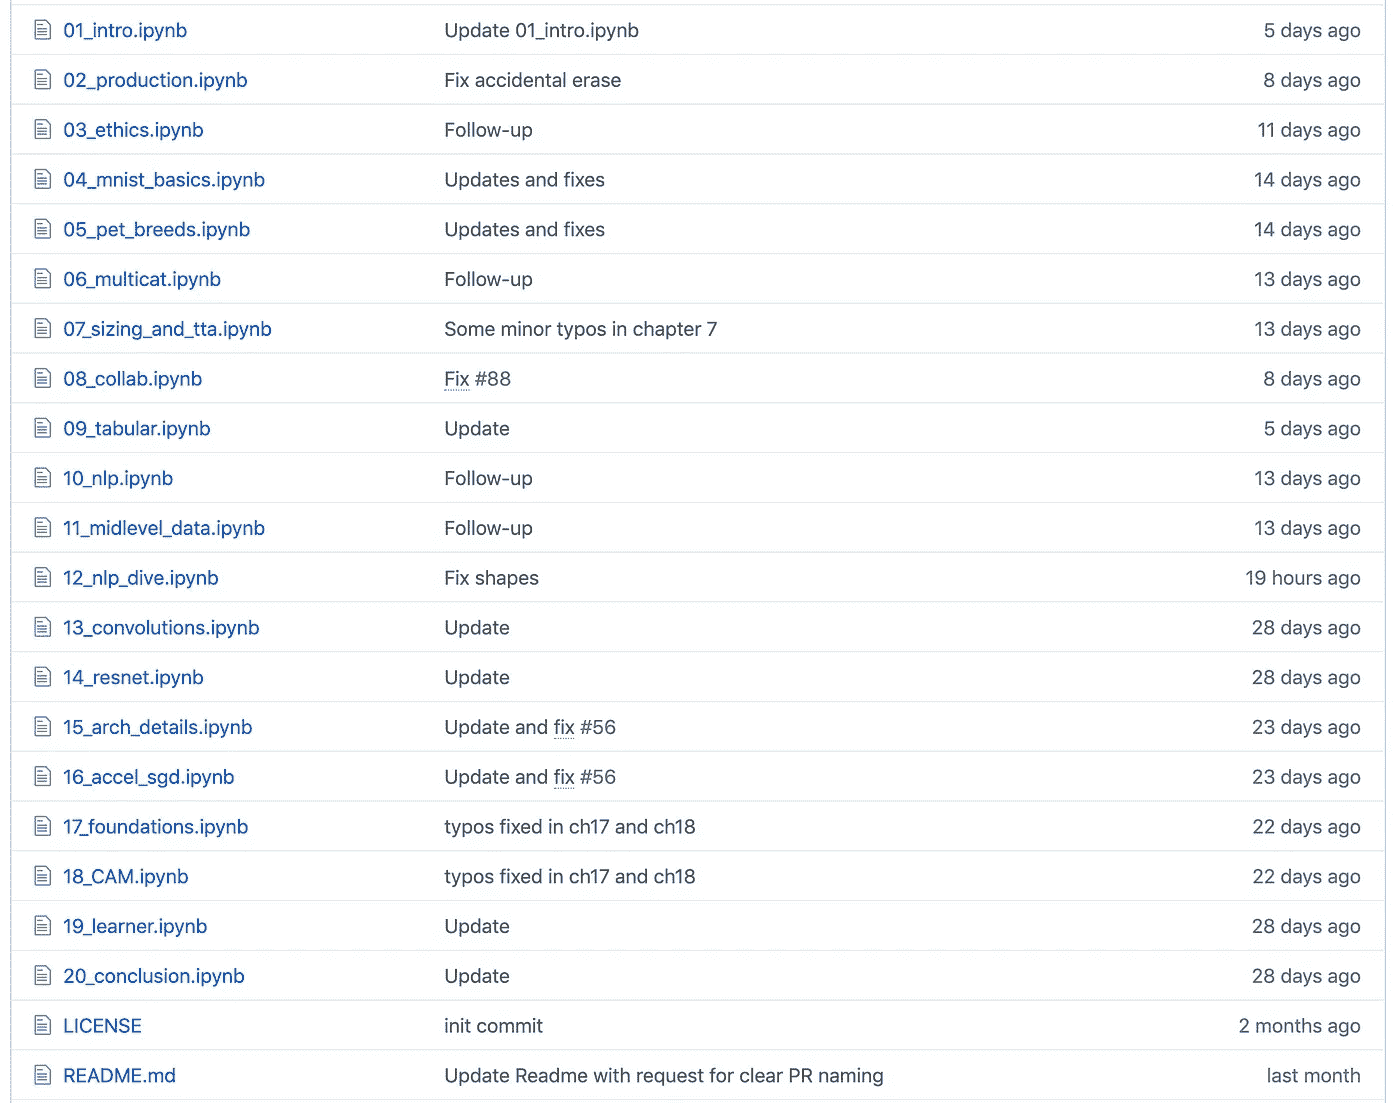 01_intro.ipynb Update 01_intro.ipynb 5 days ago
02_production.ipynb Fix accidental erase 8 days ago
03_ethics.ipynb Follow-up 11 days ago
04_mnist_basics.ipynb Updates and fixes 14 days ago
05_pet_breeds.ipynb Updates and fixes 14 days ago
06_multicat.ipynb Follow-up 13 days ago
07_sizing_and_tta.ipynb Some minor typos in chapter 7 13 days ago
08_collab.ipynb Fix #88 8 days ago
09_tabular.ipynb Update 5 days ago
10_nlp.ipynb Follow-up 13 days ago
11_midlevel_data.ipynb Follow-up 13 days ago
12_nlp_dive.ipynb Fix shapes 19 hours ago
13_convolutions.ipynb Update 28 days ago
14_resnet.ipynb Update 28 days ago
15_arch_details.ipynb Update and fix #56 23 days ago
16_accel_sgd.ipynb Update and fix #56 23 days ago
17_foundations.ipynb typos fixed in ch17 and ch18 22 days ago
18_CAM.ipynb typos fixed in ch17 and ch18 22 days ago
19_learner.ipynb Update 28 days ago
20_conclusion.ipynb Update 28 days ago
LICENSE init commit 2 months ago
README.md Update Readme with request for clear PR naming last month